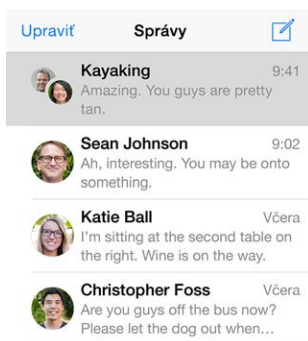 Upraviť Správy
Kayaking 9:41
Amazing. You guys are pretty
tan.
Sean Johnson 9:02
Ah, interesting. You may be onto
something.
Katie Ball Včera
I'm sitting at the second table on
the right. Wine is on the way.
Christopher Foss Včera
Are you guys off the bus now?
Please let the dog out when…